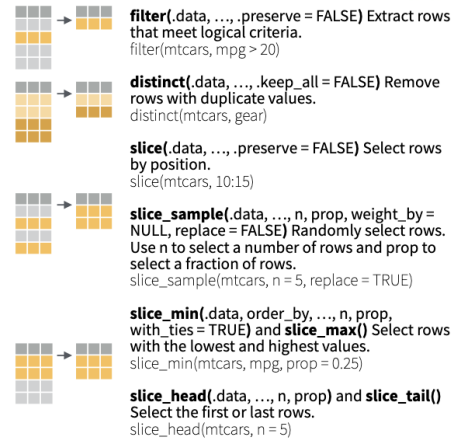 filter(.data, …, .preserve = FALSE) Extract rows
that meet logical criteria.
filter(mtcars, mpg > 20)
distinct(.data, …, .keep_all = FALSE) Remove
rows with duplicate values.
distinct(mtcars, gear)
slice(.data, …, .preserve = FALSE) Select rows
by position.
slice(mtcars, 10:15)
slice_sample(.data, …, n, prop, weight_by =
NULL, replace = FALSE) Randomly select rows.
Use n to select a number of rows and prop to
select a fraction of rows.
slice_sample(mtcars, n = 5, replace = TRUE)
slice_min(.data, order_by, …, n, prop,
with_ties = TRUE) and slice_max() Select rows
with the lowest and highest values.
slice_min(mtcars, mpg, prop = 0.25)
slice_head(.data, …, n, prop) and slice_tail()
Select the first or last rows.
slice_head(mtcars, n = 5)